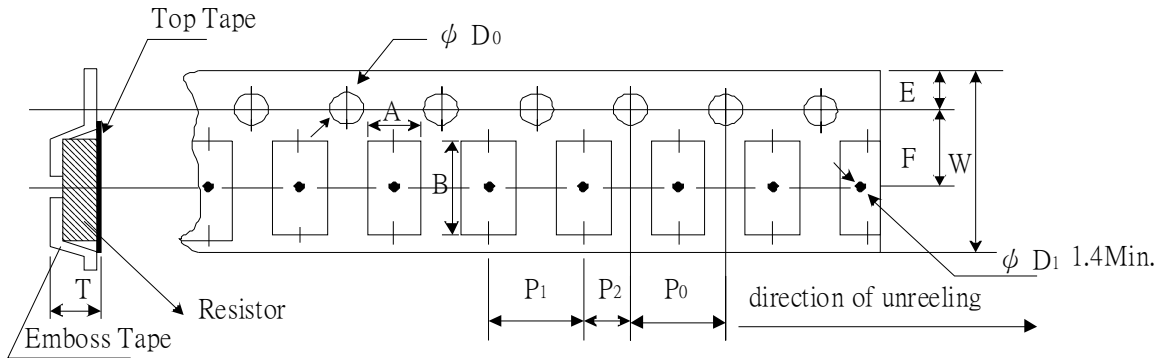 Top Tape
ψ D0
E
A
F
W
B
ψ D1 1.4Min.
T
P1
P2
P0
direction of unreeling
Resistor
Emboss Tape